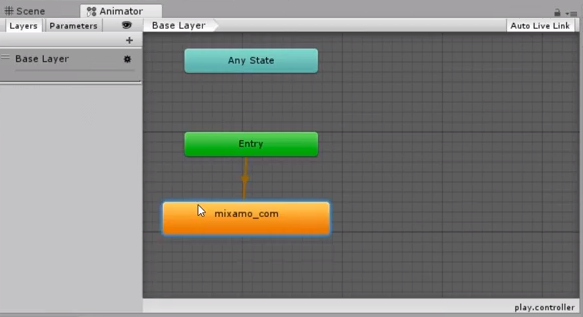 Scene
Animator
Layers
Parameters
Base Layer
Auto Live Link
Base Layer
Any State
Entry
mixamo_com
play.controller